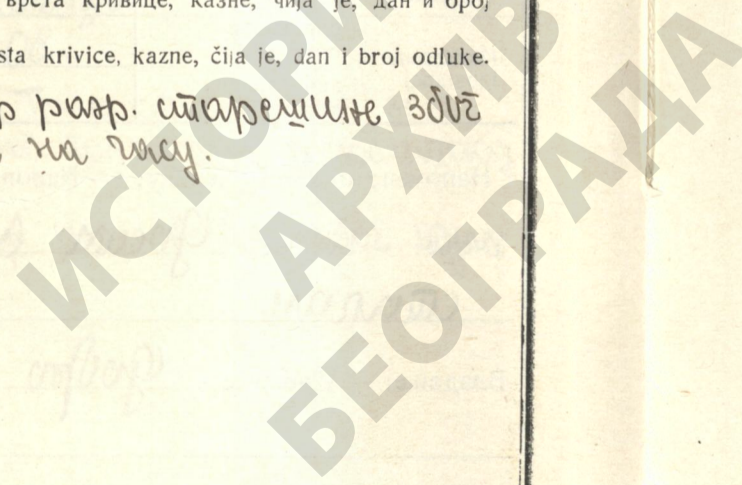 врста кривице, казне, чија је, дан и број
sta krivice, kazne, čija je, dan i broj odluke.
р разр. старешине због
на часу.
ИСТОРИ
АРХИВ
БЕОГРАДА